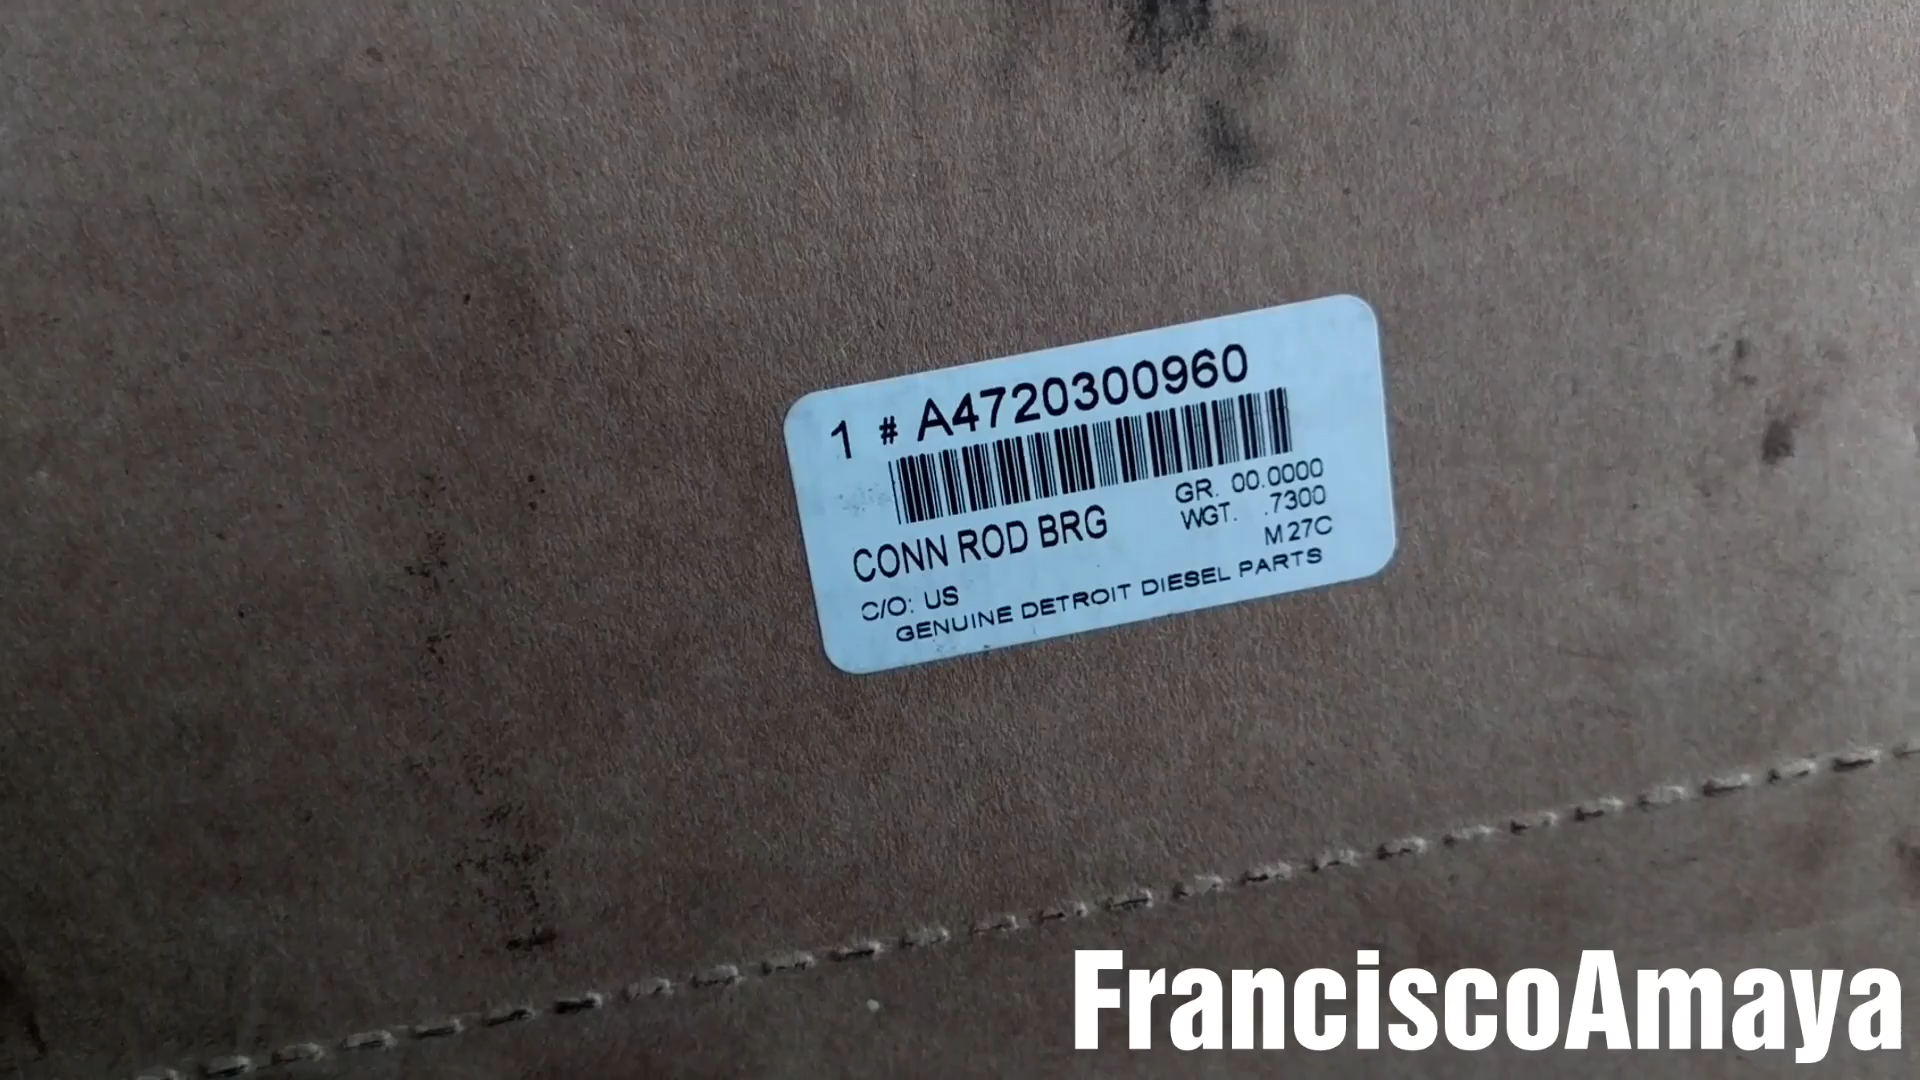 1 # A4720300960
GR. 00.0000
CONN ROD BRG
WGT. .7300
M27C
C/O: US
GENUINE DETROIT DIESEL PARTS
FranciscoAmaya